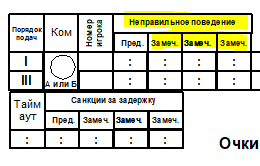 Порядок подач Ком Номер игрока Неправильное поведение
Пред. Замеч. Замеч. Замеч.
I : : : :
III А или Б : : : :
Тайм аут Санкции за задержку
Пред. Замеч. Замеч. Замеч.
: : : : : :
Очки